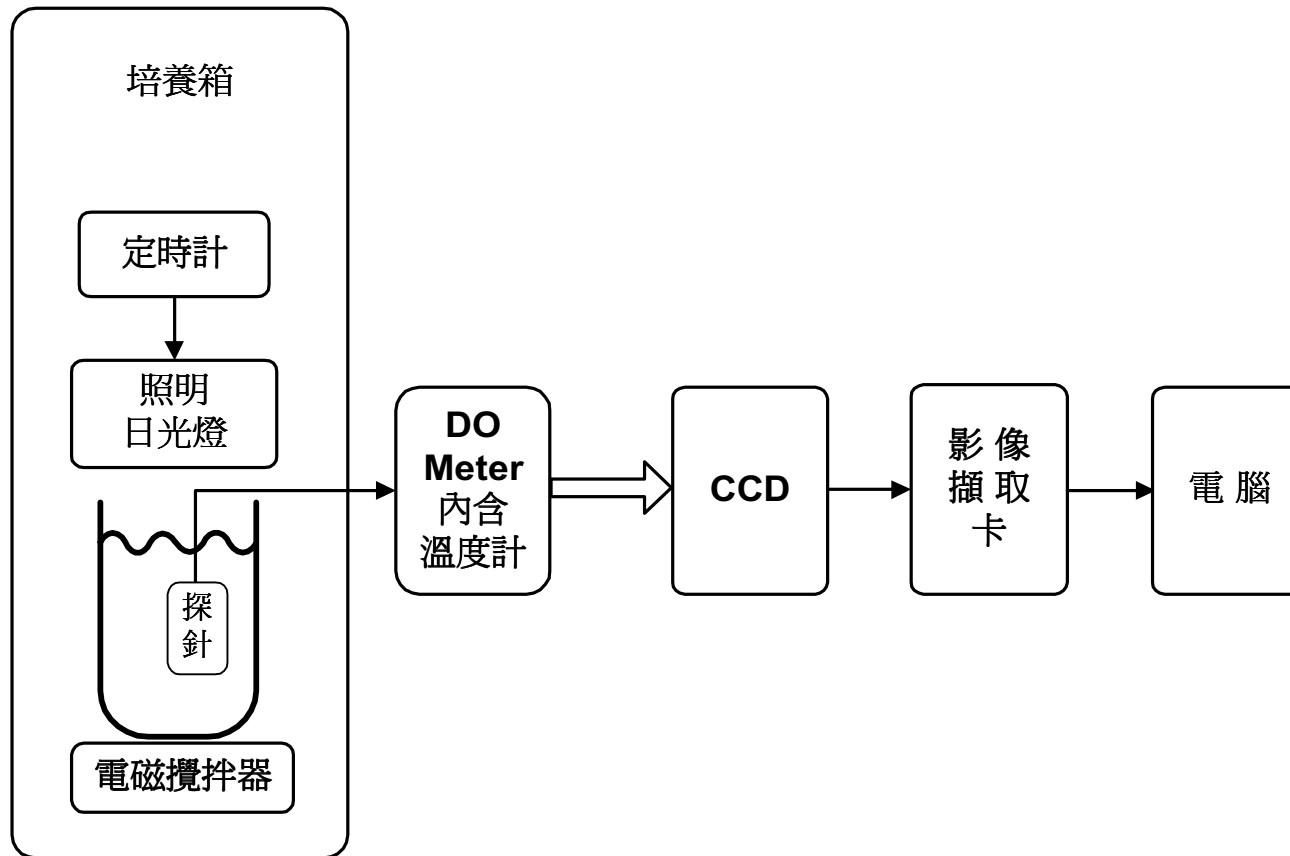 培養箱
定時計
照明
日光燈
探
針
電磁攪拌器
DO
Meter
內含
溫度計
CCD
影 像
擷 取
卡
電 腦